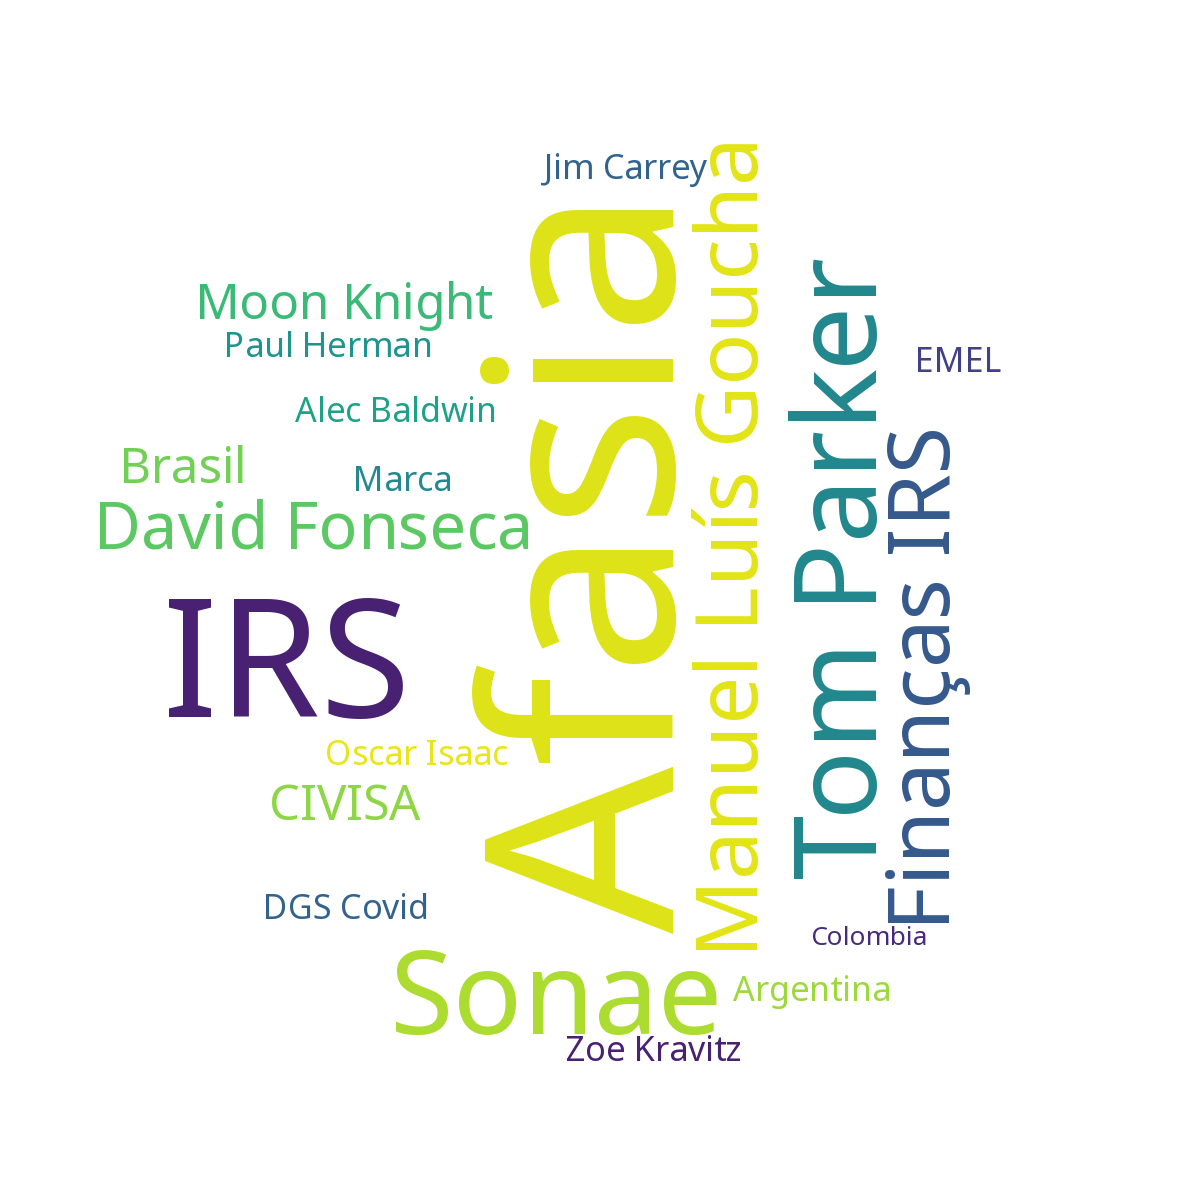 Jim Carrey
Afasia
Manuel Luís Goucha
Tom Parker
Finanças IRS
EMEL
Moon Knight
Paul Herman
Alec Baldwin
Brasil
Marca
David Fonseca
IRS
Oscar Isaac
CIVISA
DGS Covid
Colombia
Sonae
Argentina
Zoe Kravitz